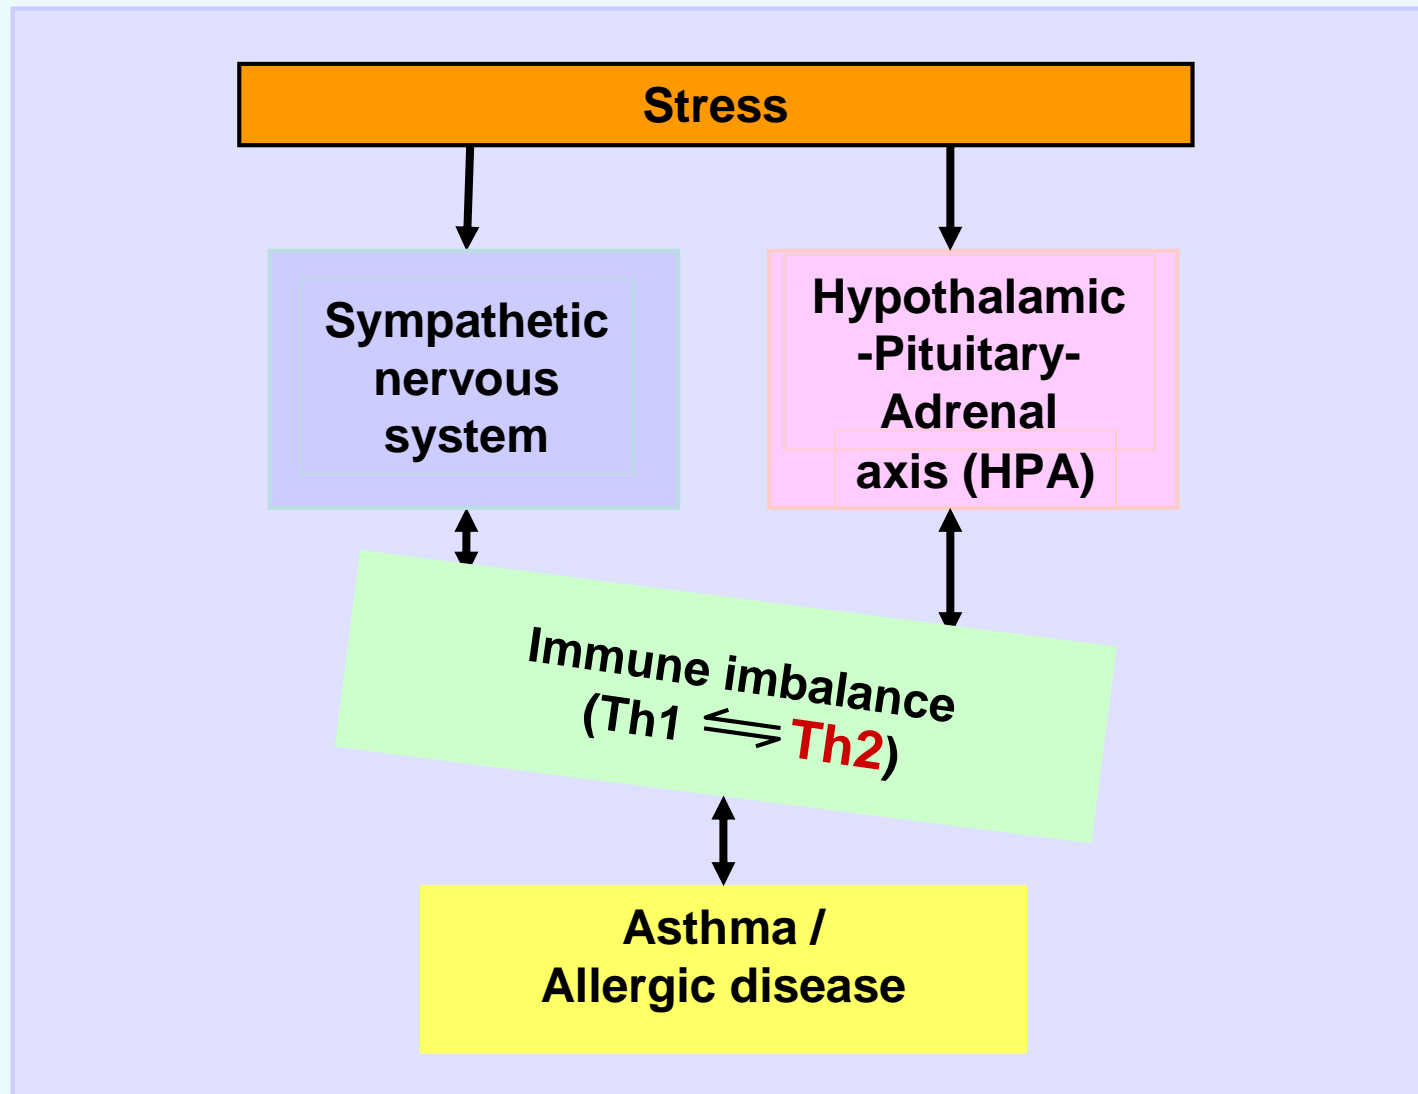 Stress
Sympathetic
nervous
system
Hypothalamic
-Pituitary-
Adrenal
axis (HPA)
Immune imbalance
(Th1 ⇌ Th2)
Asthma /
Allergic disease